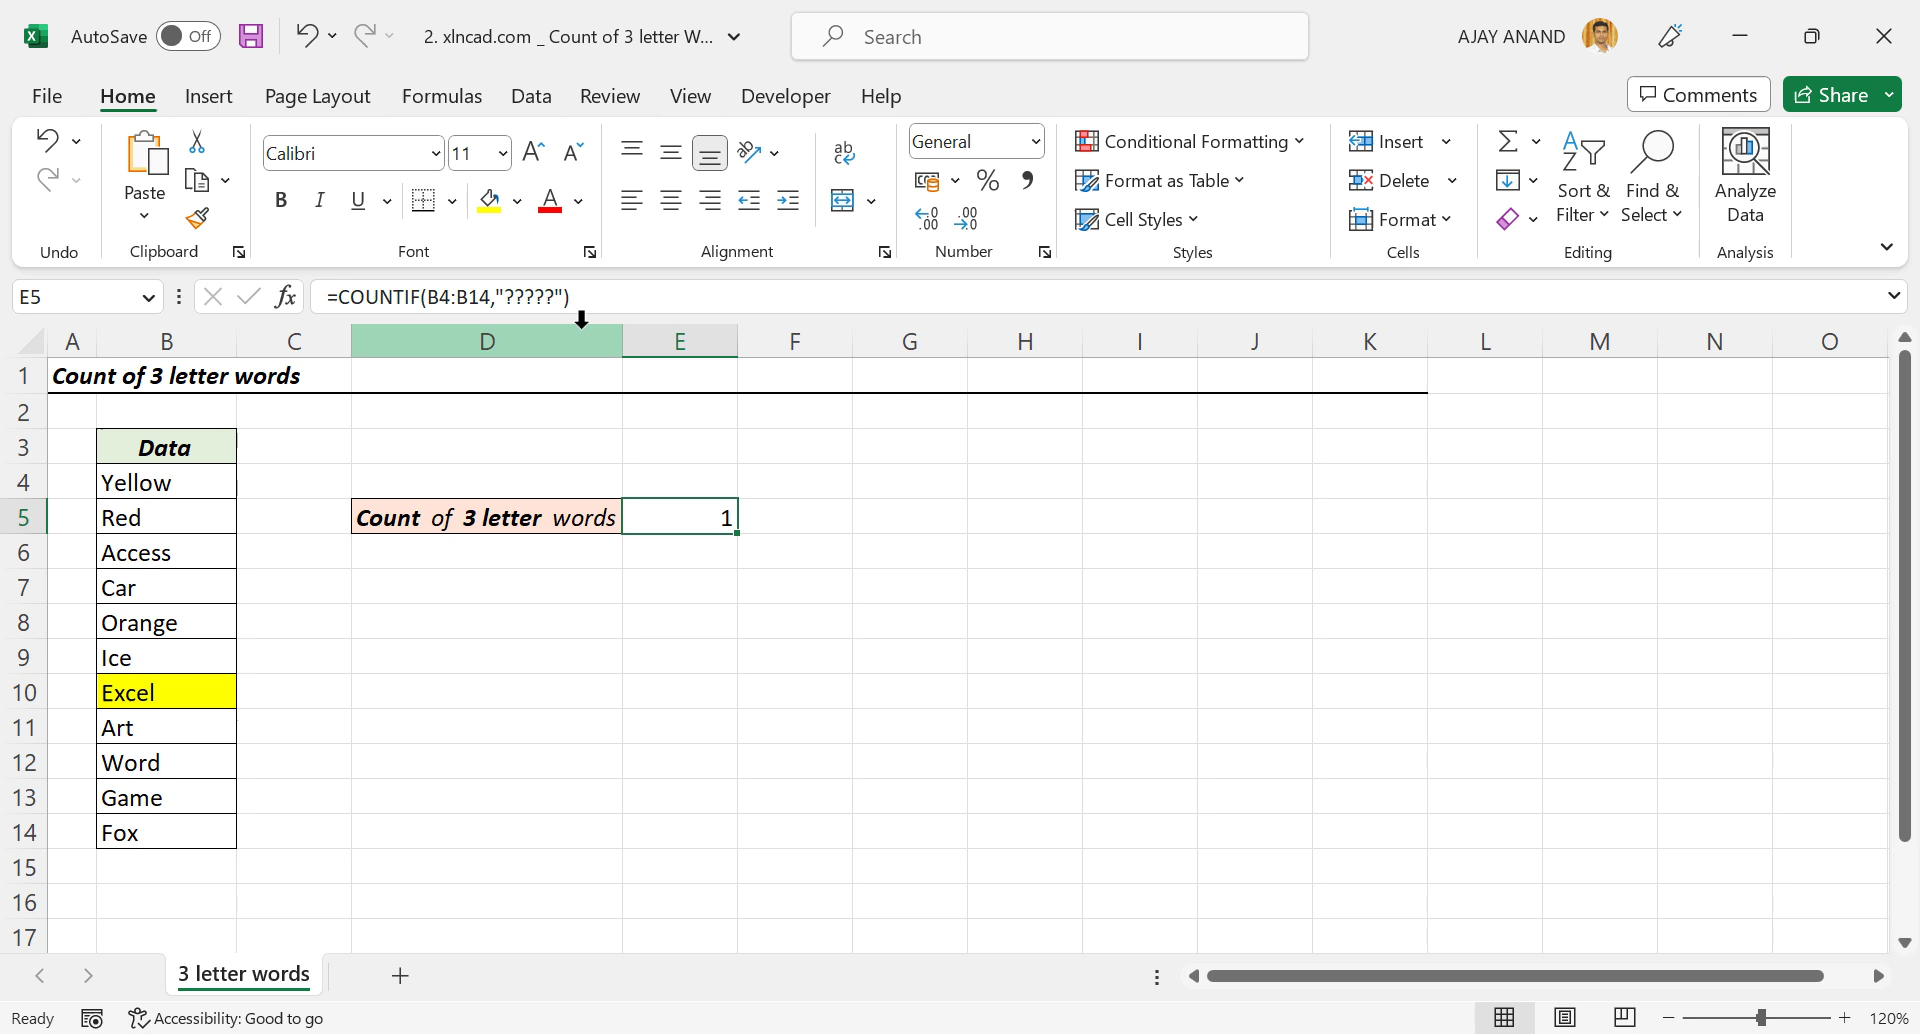 AutoSave Off 2. xlncad.com _ Count of 3 letter W... Search AJAY ANAND
File Home Insert Page Layout Formulas Data Review View Developer Help Comments Share
Paste
Undo
Clipboard
Calibri 11
B I U
Font
ab
Alignment
General
% 9
.00 .00
Number
Conditional Formatting
Format as Table
Cell Styles
Styles
Insert
Delete
Format
Cells
Sort & Filter
Find & Select
Editing
Analyze Data
Analysis
E5 fx =COUNTIF(B4:B14,"?????")
A B C D E F G H I J K L M N O
1 Count of 3 letter words
2
3 Data
4 Yellow
5 Red Count of 3 letter words 1
6 Access
7 Car
8 Orange
9 Ice
10 Excel
11 Art
12 Word
13 Game
14 Fox
15
16
17
3 letter words
Ready Accessibility: Good to go 120%